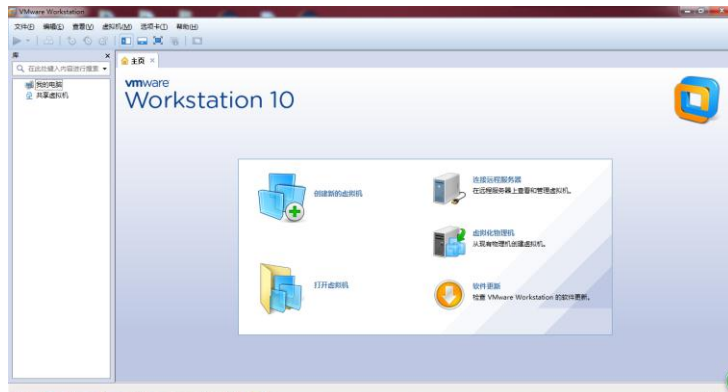 VMware Workstation
文件(F) 编辑(E) 查看(V) 虚拟机(M) 选项卡(T) 帮助(H)
库
在此处键入内容进行搜索
我的电脑
共享虚拟机
主页
vmware
Workstation 10
创建新的虚拟机
连接远程服务器
在远程服务器上查看和管理虚拟机。
虚拟化物理机
从现有物理机创建虚拟机。
打开虚拟机
软件更新
检查 VMware Workstation 的软件更新。